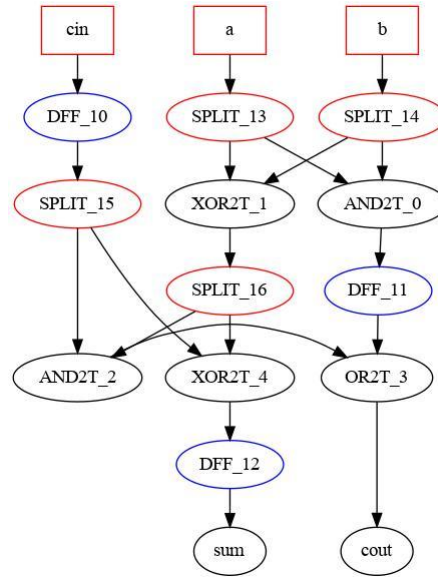 cin
a
b
DFF_10
SPLIT_13
SPLIT_14
SPLIT_15
XOR2T_1
AND2T_0
SPLIT_16
DFF_11
AND2T_2
XOR2T_4
OR2T_3
DFF_12
sum
cout